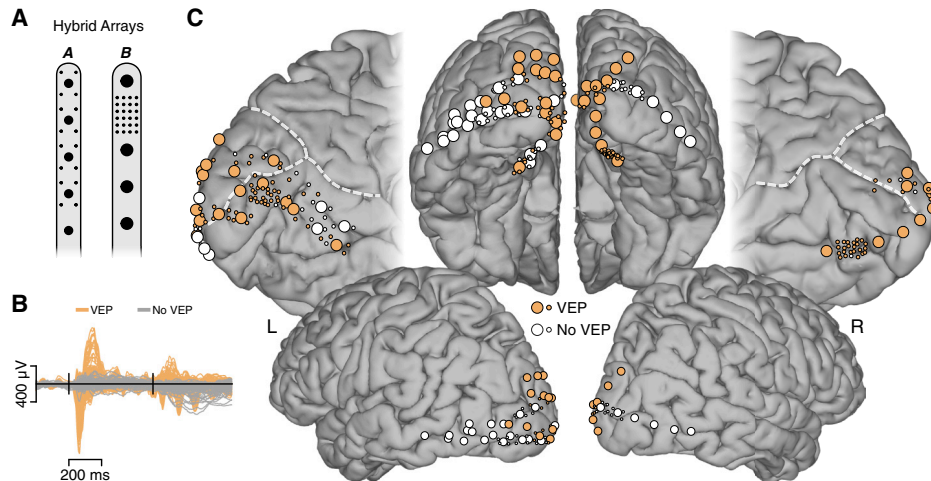 A
Hybrid Arrays
A
B
C
B
VEP
No VEP
400 µV
200 ms
L
VEP
No VEP
R